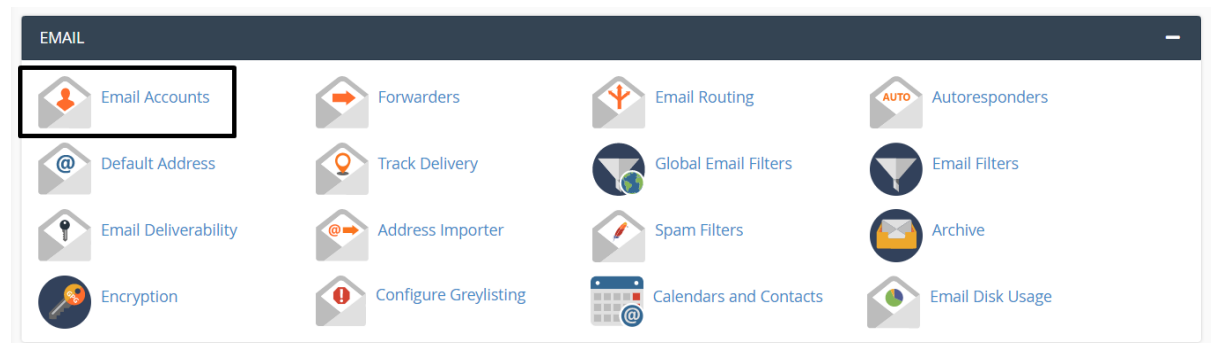 EMAIL
Email Accounts
Forwarders
Email Routing
AUTO
Autoresponders
@
Default Address
Track Delivery
Global Email Filters
Email Filters
Email Deliverability
@
Address Importer
Spam Filters
Archive
Encryption
Configure Greylisting
@
Calendars and Contacts
Email Disk Usage